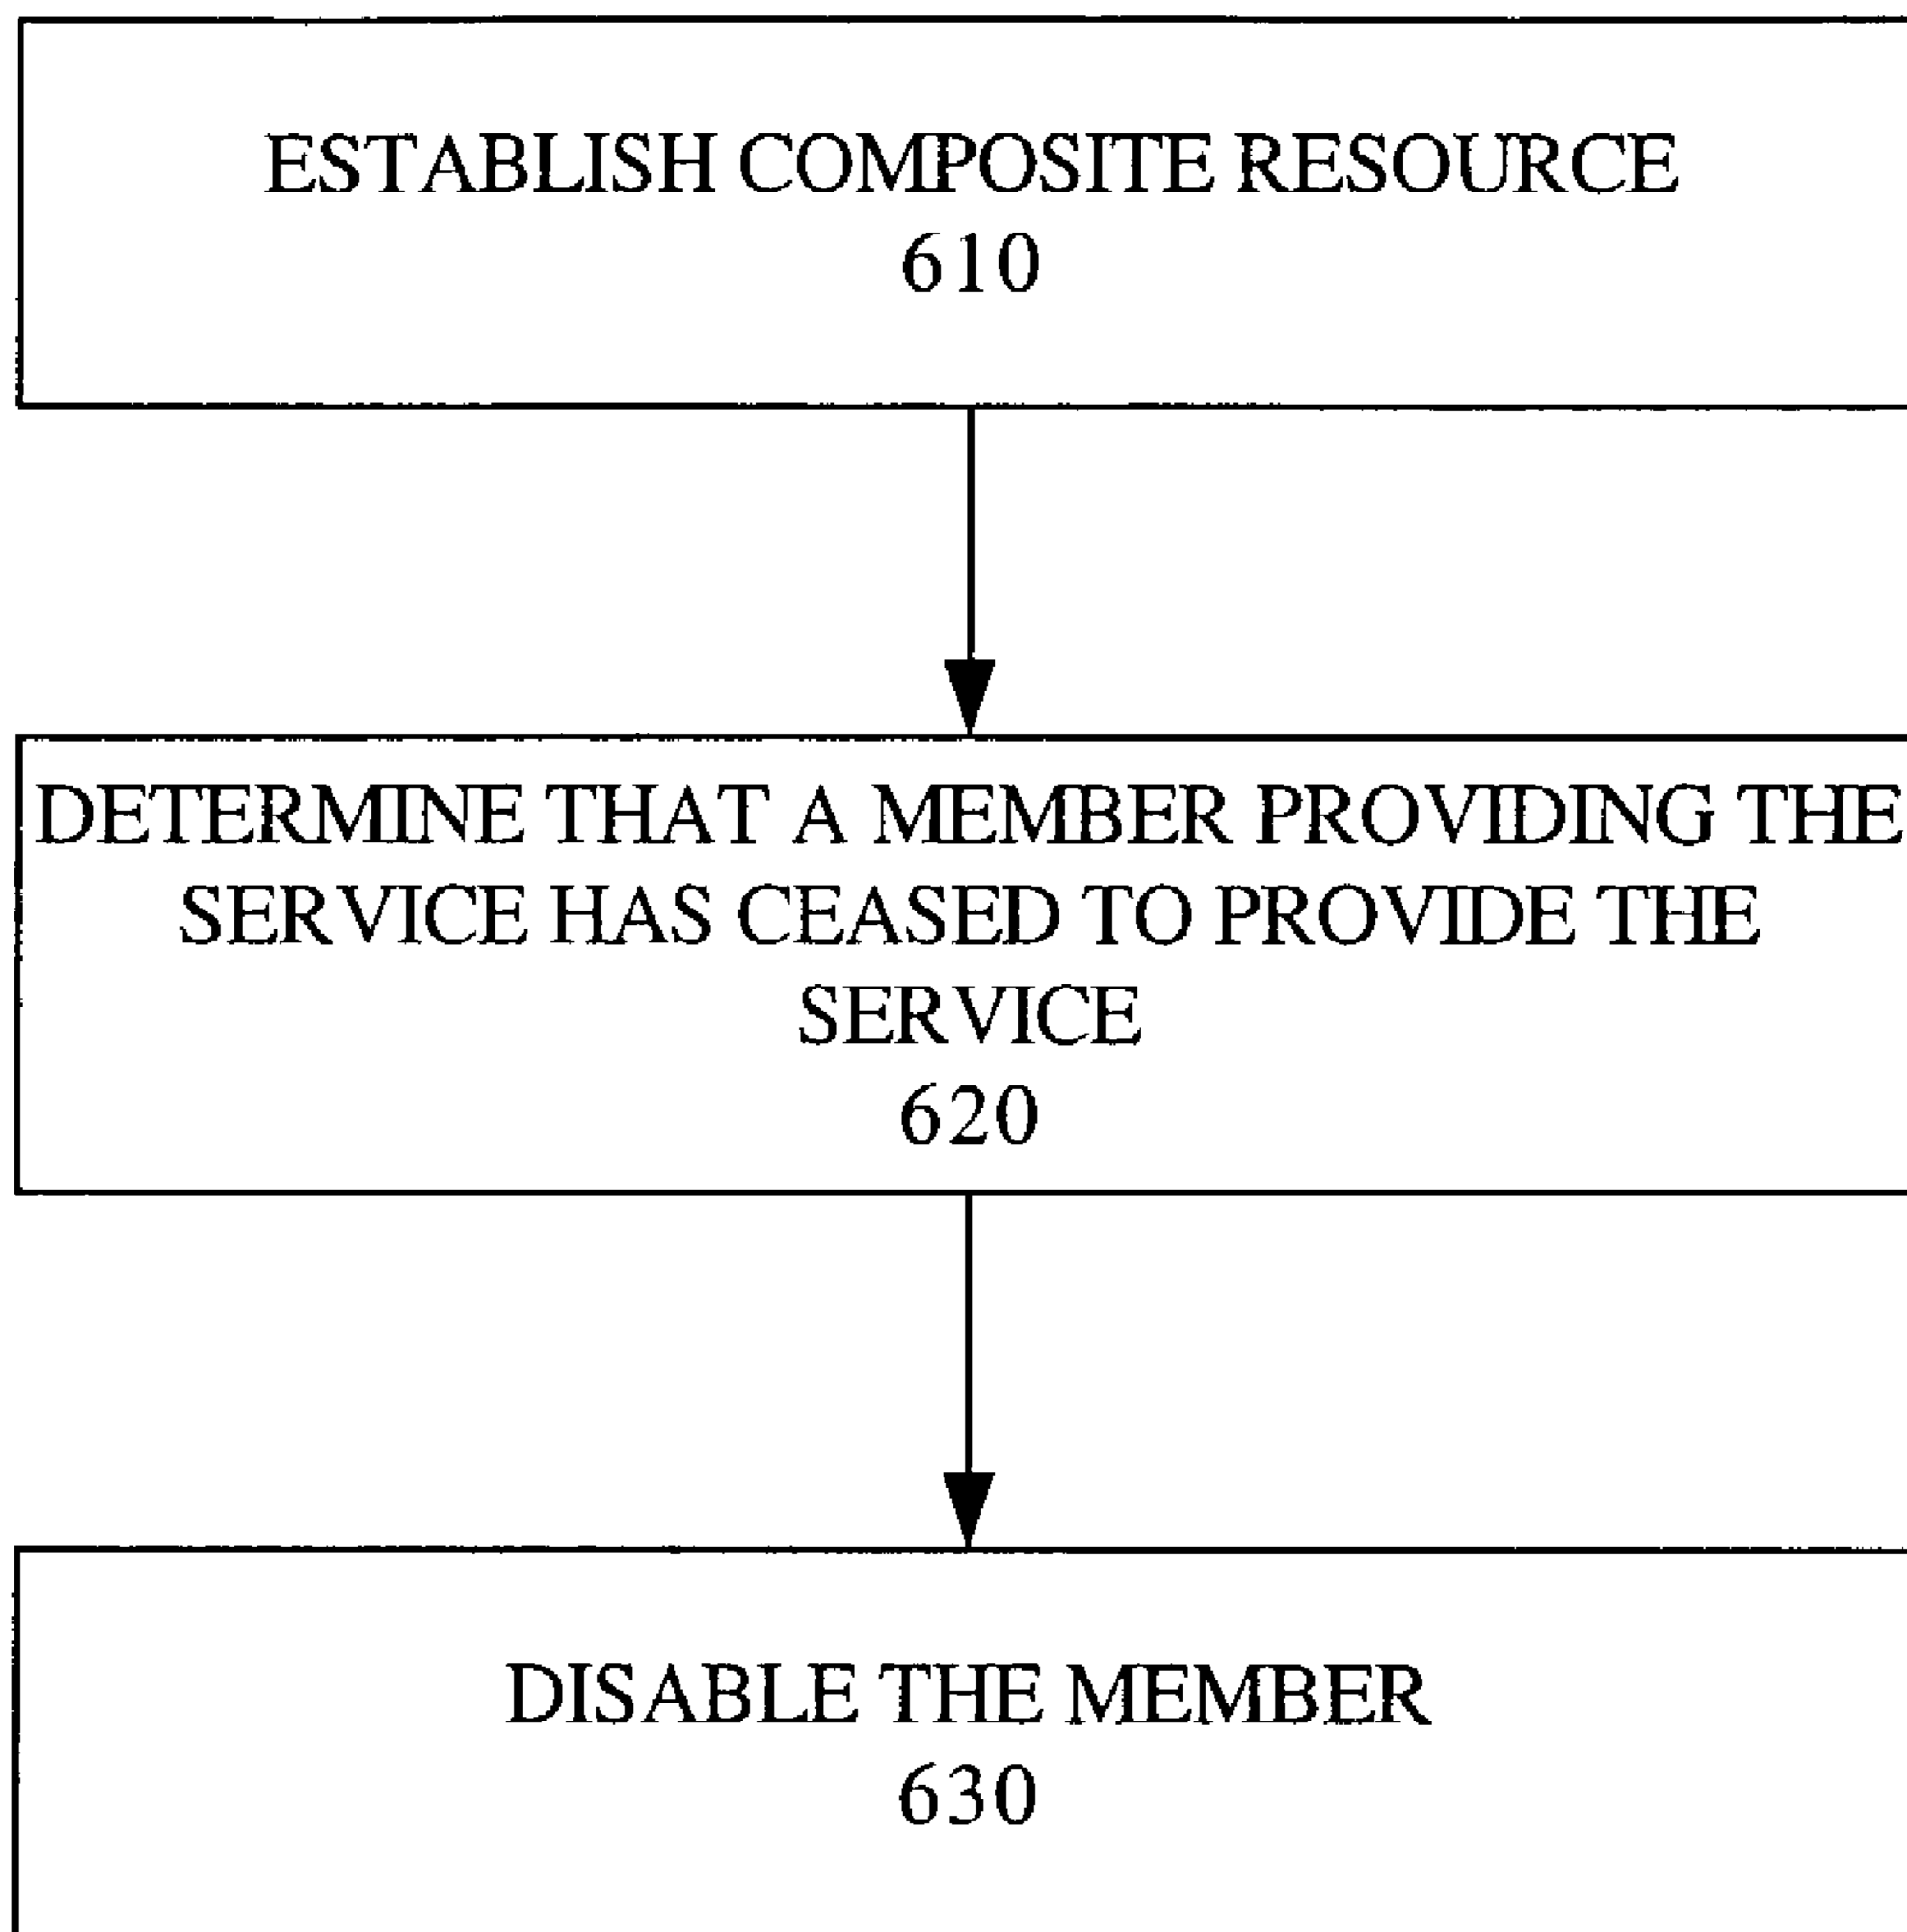 ESTABLISH COMPOSITE RESOURCE
610
DETERMINE THAT A MEMBER PROVIDING THE
SERVICE HAS CEASED TO PROVIDE THE
SERVICE
620
DISABLE THE MEMBER
630